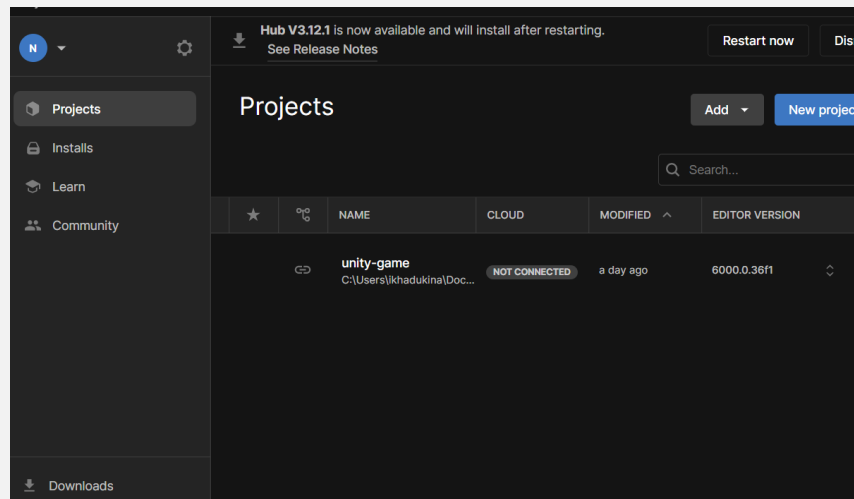 N
Hub V3.12.1 is now available and will install after restarting.
See Release Notes
Restart now
Dis
Projects
Installs
Learn
Community
Downloads
Projects
Add
New projec
Search...
NAME CLOUD MODIFIED EDITOR VERSION
unity-game
C:\Users\ikhadukina\Doc...
NOT CONNECTED
a day ago
6000.0.36f1